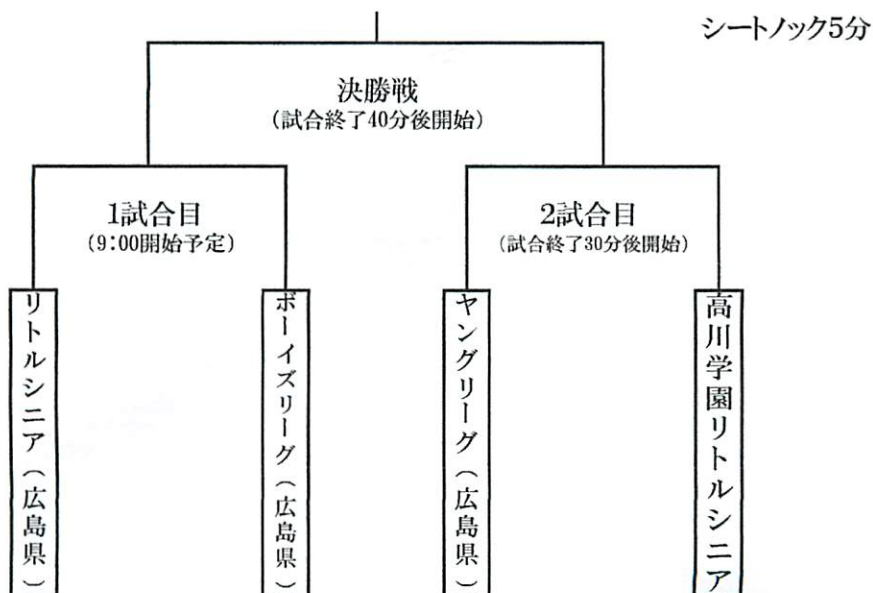 シートノック5分
決勝戦
（試合終了40分後開始）
1試合目
（9：00開始予定）
2試合目
（試合終了30分後開始）
リトルシニア（広島県）
ボーイズリーグ（広島県）
ヤングリーグ（広島県）
高川学園リトルシニア